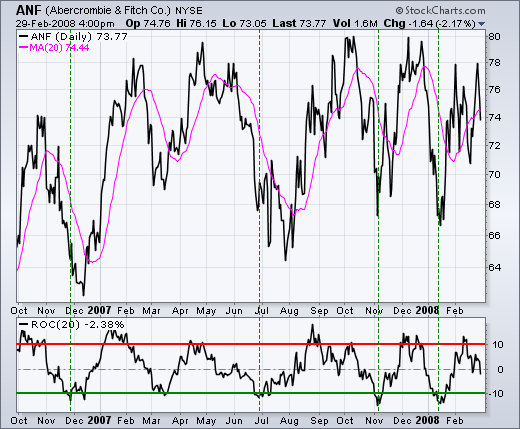 ANF (Abercrombie & Fitch Co.) NYSE
© StockCharts.com
29-Feb-2008 4:00pm Op 74.76 Hi 76.15 Lo 73.05 Last 73.77 Vol 1.6M Chg -1.64 (-2.17%)
ANF (Daily) 73.77
MA(20) 74.44
80
78
76
74
72
70
68
66
64
Oct Nov Dec 2007 Feb Mar Apr May Jun Jul Aug Sep Oct Nov Dec 2008 Feb
ROC(20) -2.38%
10
0
-10
Oct Nov Dec 2007 Feb Mar Apr May Jun Jul Aug Sep Oct Nov Dec 2008 Feb